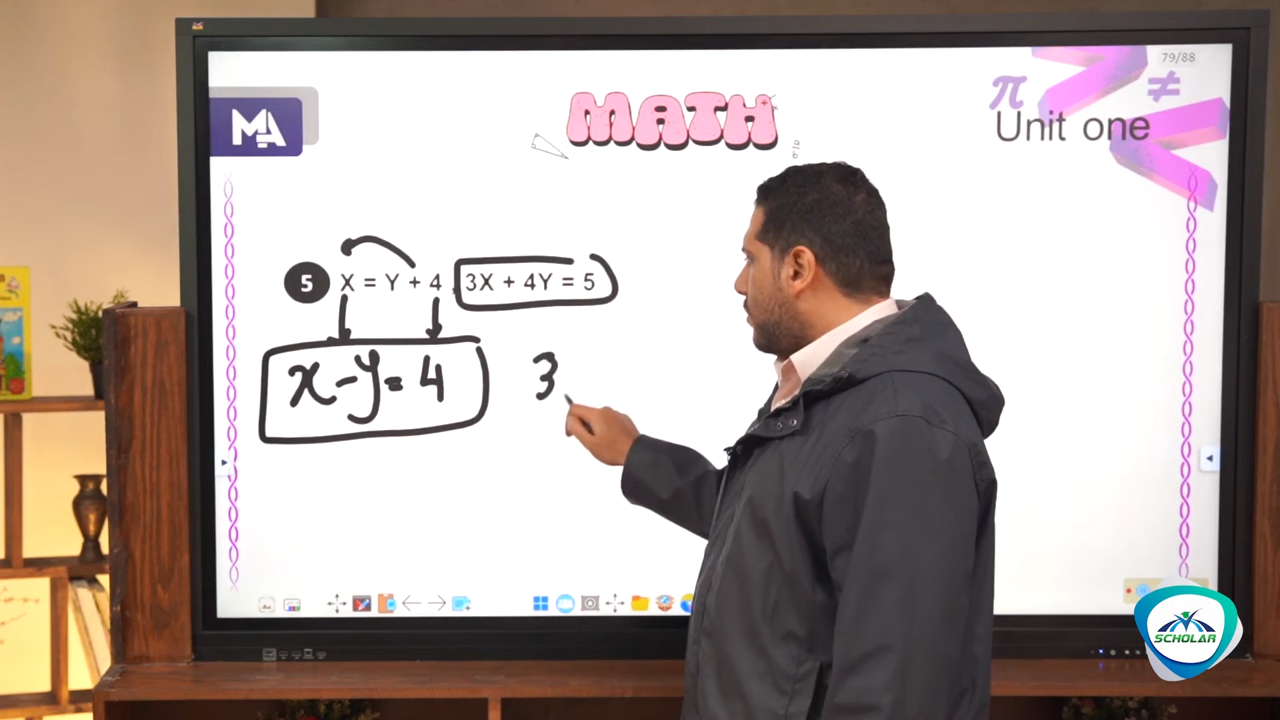 79/88
MA
MATH
π ≠
Unit one
5 X = Y + 4 3X + 4Y = 5
x - y = 4 3
SCHOLAR